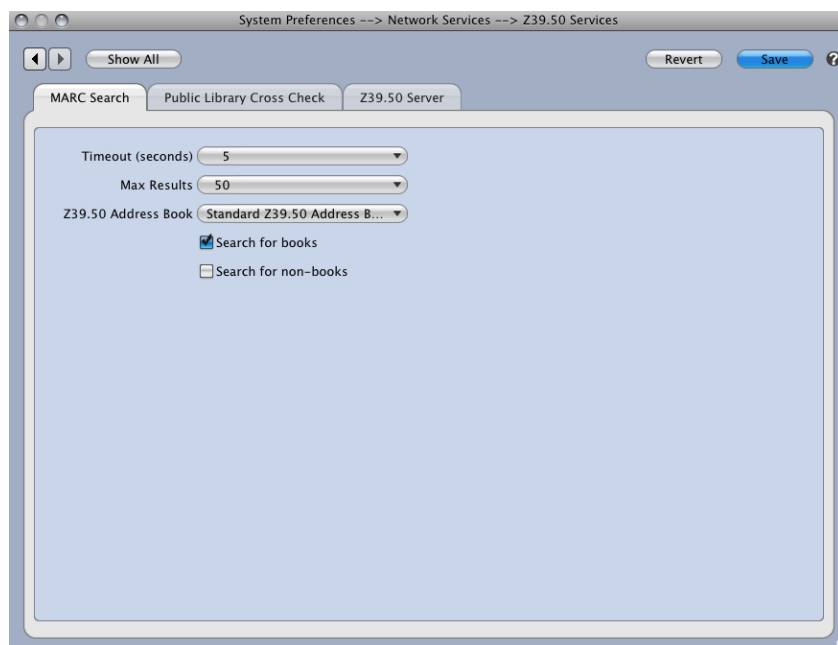 System Preferences --> Network Services --> Z39.50 Services
Show All Revert Save ?
MARC Search Public Library Cross Check Z39.50 Server
Timeout (seconds) 5
Max Results 50
Z39.50 Address Book Standard Z39.50 Address B...
Search for books
Search for non-books